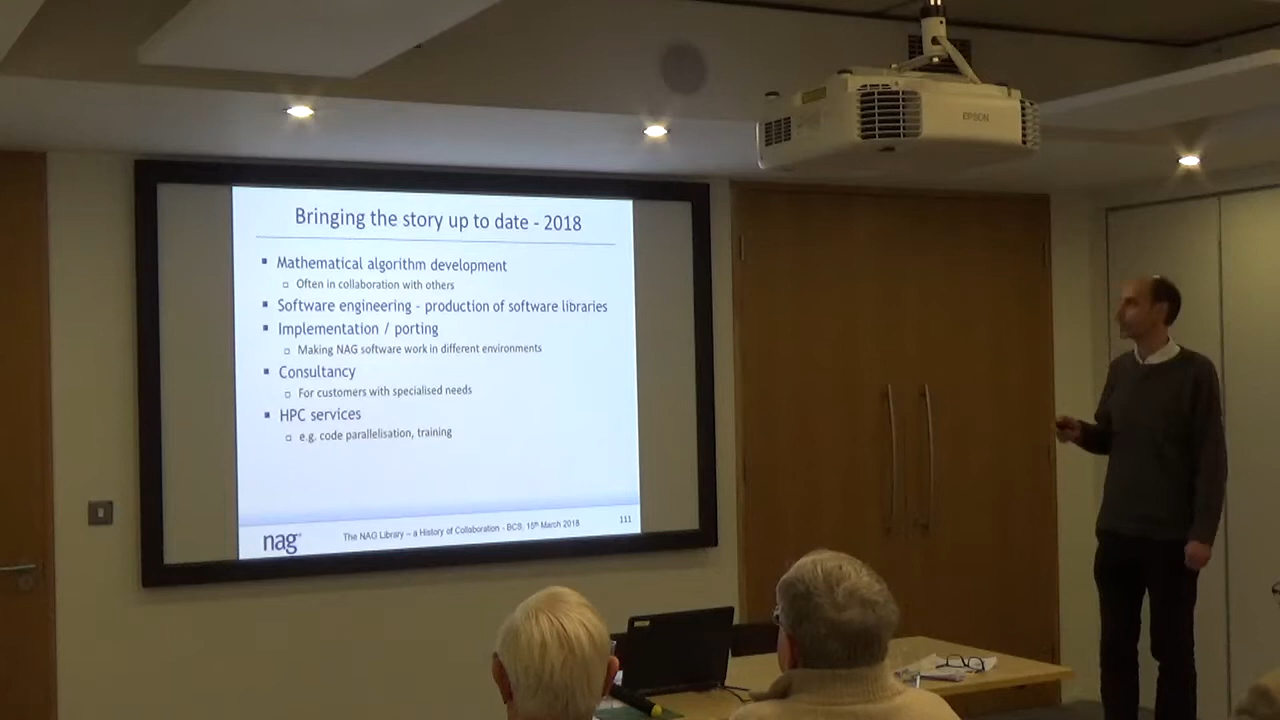 EPSON
Bringing the story up to date - 2018
Mathematical algorithm development
Often in collaboration with others
Software engineering - production of software libraries
Implementation / porting
Making NAG software work in different environments
Consultancy
For customers with specialised needs
HPC services
e.g. code parallelisation, training
nag
The NAG Library – a History of Collaboration - BCS, 15th March 2018
111